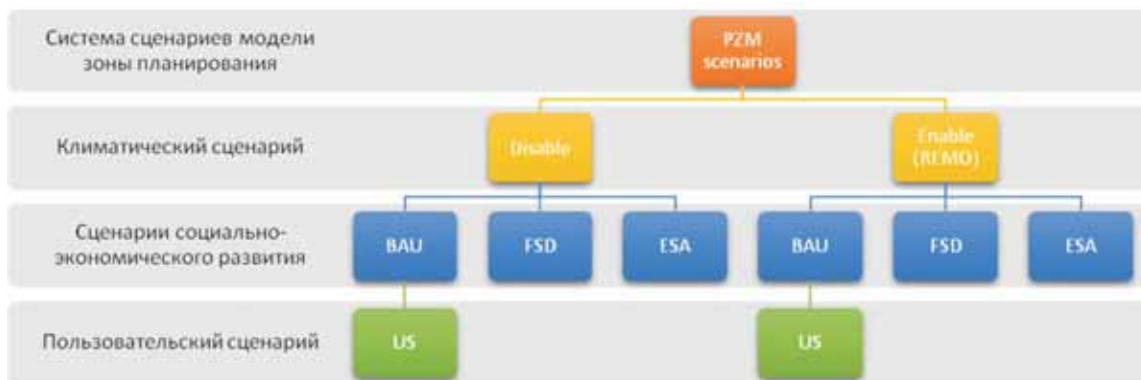 Система сценариев модели
зоны планирования
PZM
scenarios
Климатический сценарий
Disable
Enable
(REMO)
Сценарии социально-
экономического развития
BAU
FSD
ESA
BAU
FSD
ESA
Пользовательский сценарий
US
US